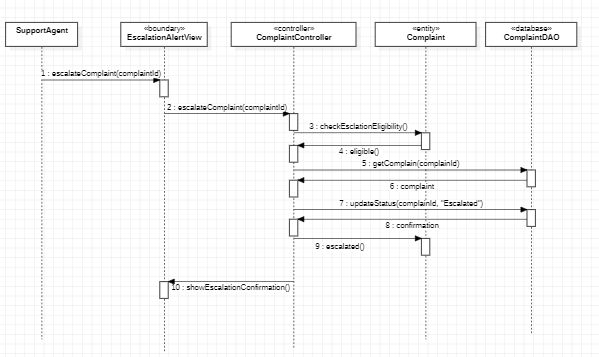 SupportAgent
«boundary»
EscalationAlertView
«controller»
ComplaintController
«entity»
Complaint
«database»
ComplaintDAO
1 : escalateComplaint(complaintId)
2 : escalateComplaint(complaintId)
3 : checkEsclationEligibility()
4 : eligible()
5 : getComplain(complainId)
6 : complaint
7 : updateStatus(complainId, "Escalated")
8 : confirmation
9 : escalated()
10 : showEscalationConfirmation()